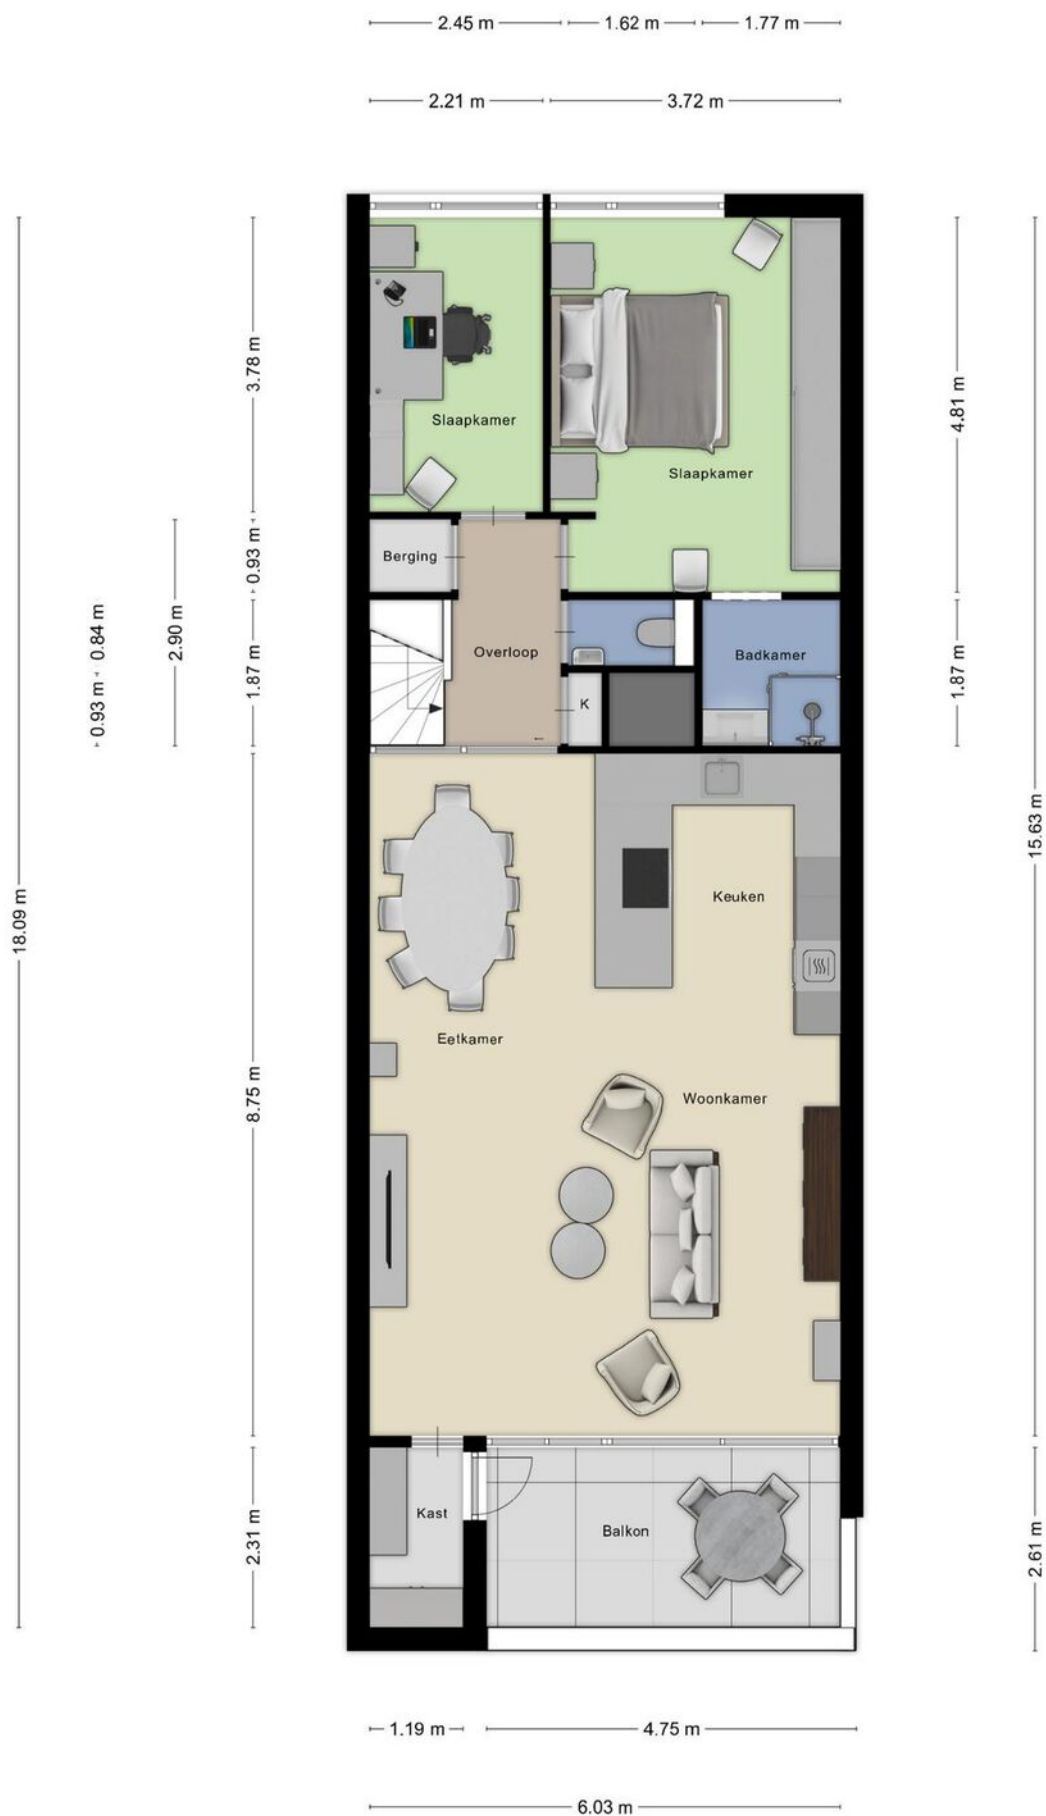 2.45 m
1.62 m
1.77 m
2.21 m
3.72 m
3.78 m
4.81 m
Slaapkamer
Slaapkamer
0.93 m
Berging
2.90 m
0.84 m
0.93 m
1.87 m
1.87 m
Overloop
Badkamer
K
15.63 m
18.09 m
Keuken
Eetkamer
8.75 m
Woonkamer
Kast
Balkon
2.31 m
2.61 m
1.19 m
4.75 m
6.03 m